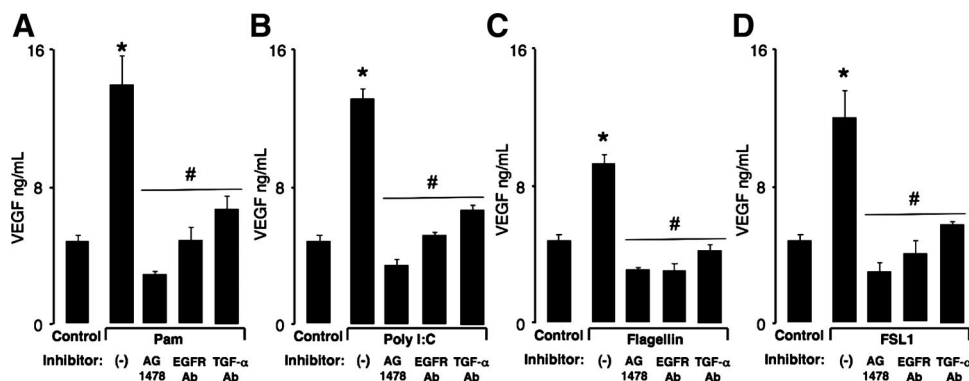 A
B
C
D
16
8
0
VEGF ng/mL
*
#
Control
Pam
Inhibitor: (-) AG EGFR TGF-α
1478 Ab Ab
16
8
0
VEGF ng/mL
*
#
Control
Poly I:C
Inhibitor: (-) AG EGFR TGF-α
1478 Ab Ab
16
8
0
VEGF ng/mL
*
#
Control
Flagellin
Inhibitor: (-) AG EGFR TGF-α
1478 Ab Ab
16
8
0
VEGF ng/mL
*
#
Control
FSL1
Inhibitor: (-) AG EGFR TGF-α
1478 Ab Ab